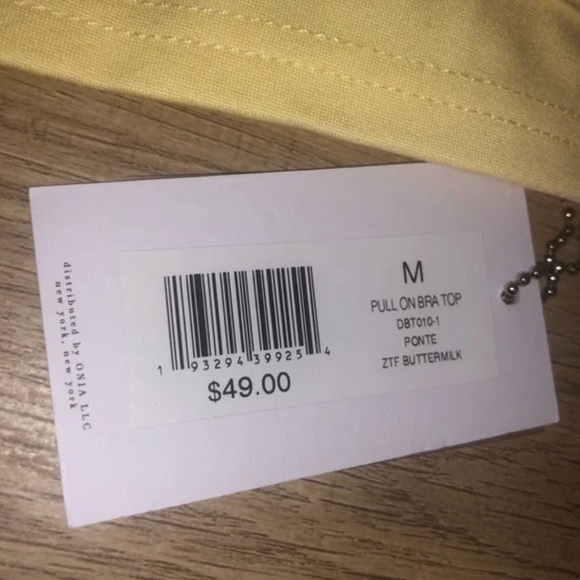 distributed by ONIA LLC
new york, new york
1 93294 39925 4
$49.00
M
PULL ON BRA TOP
DBT010-1
PONTE
ZTF BUTTERMILK